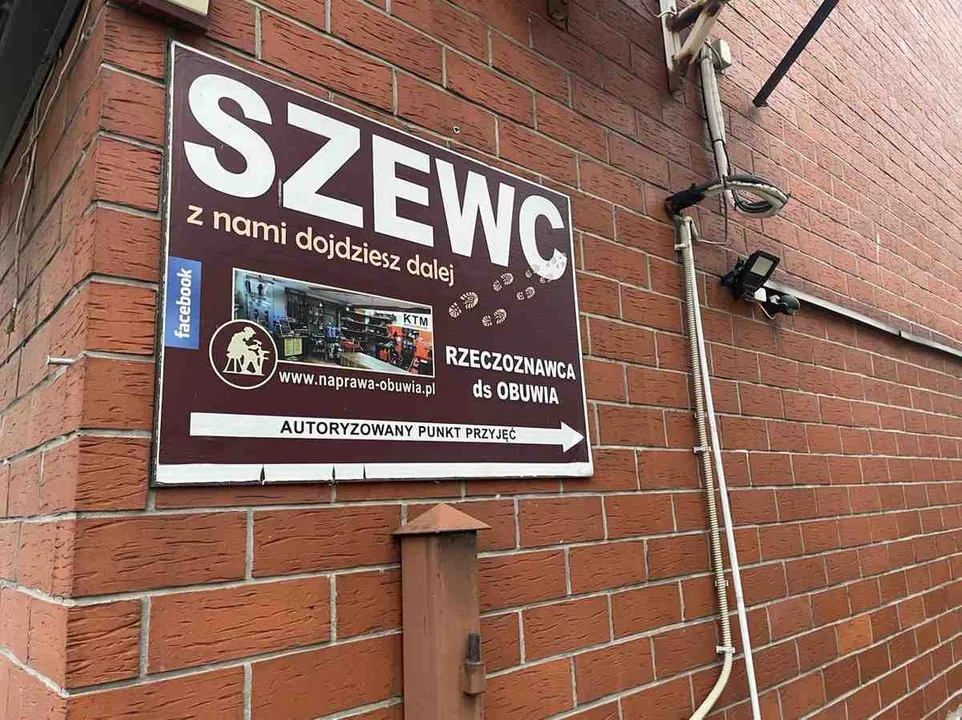 SZEWC
z nami dojdziesz dalej
facebook
KTM
www.naprawa-obuwia.pl
RZECZOZNAWCA
ds OBUWIA
AUTORYZOWANY PUNKT PRZYJĘĆ